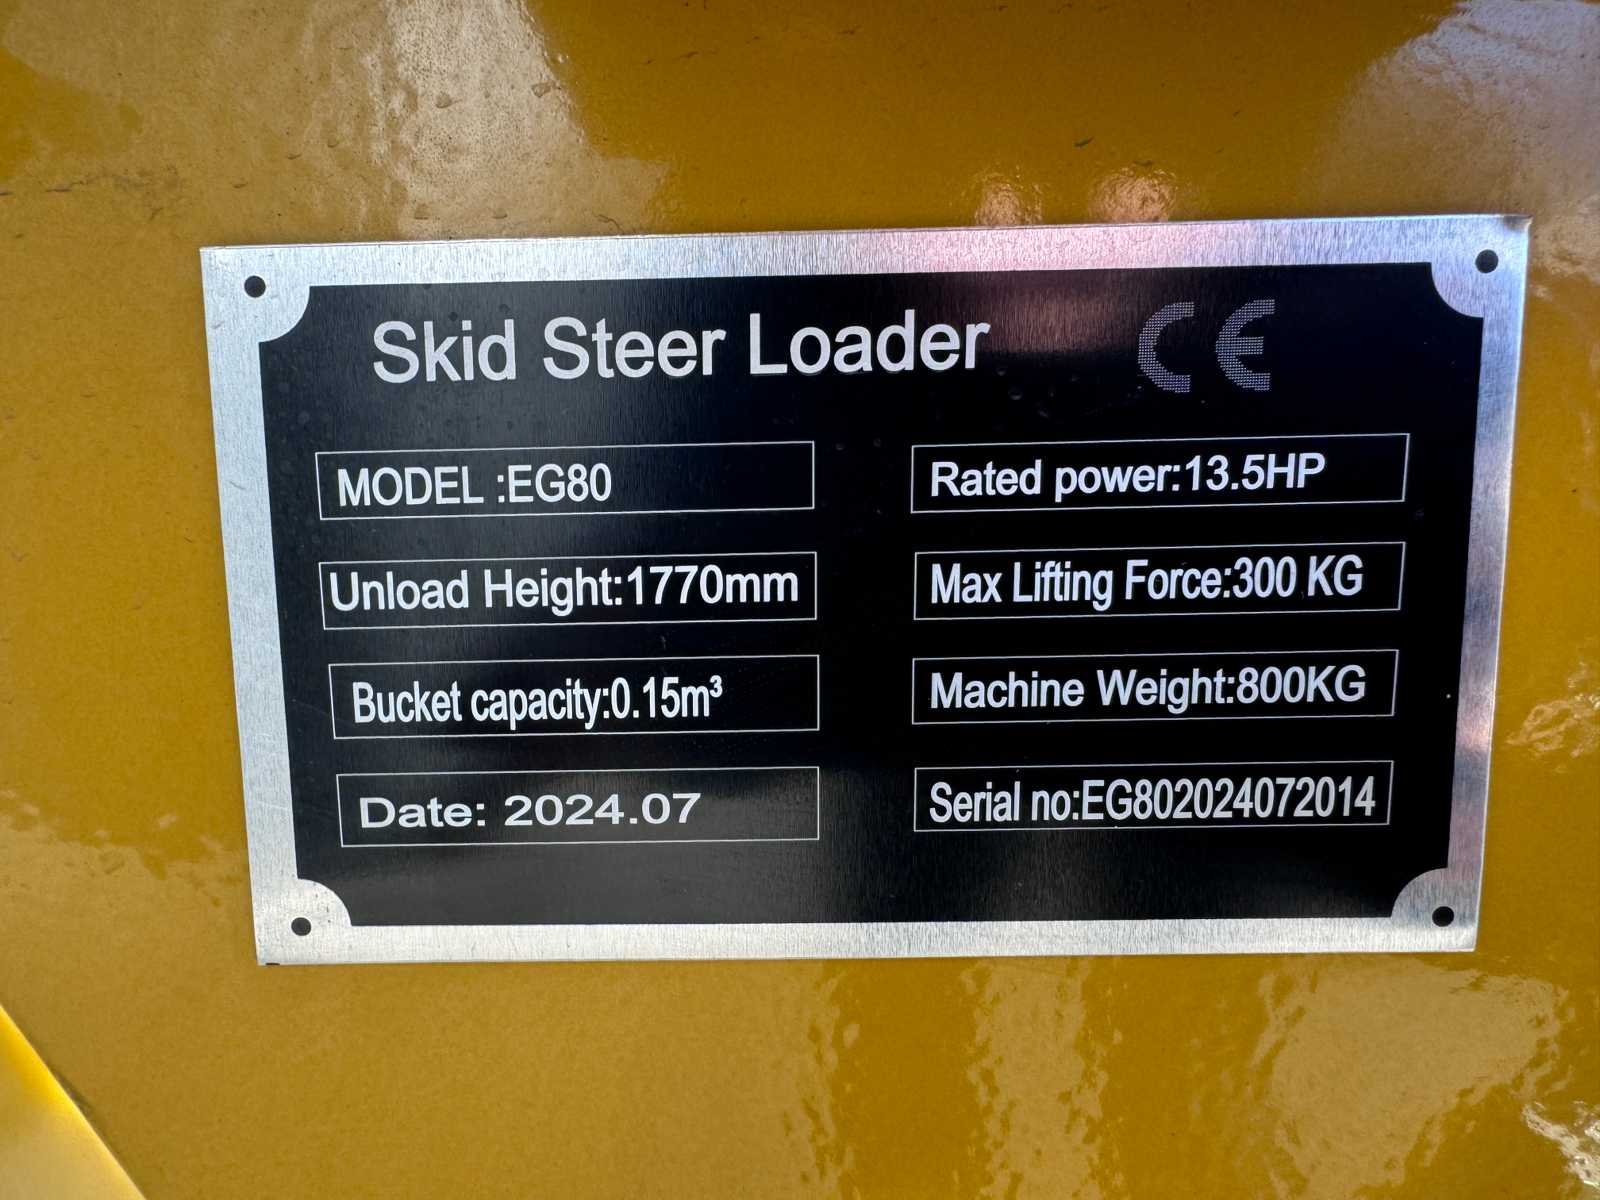 Skid Steer Loader CE
MODEL :EG80
Rated power:13.5HP
Unload Height:1770mm
Max Lifting Force:300 KG
Bucket capacity:0.15m³
Machine Weight:800KG
Date: 2024.07
Serial no:EG802024072014